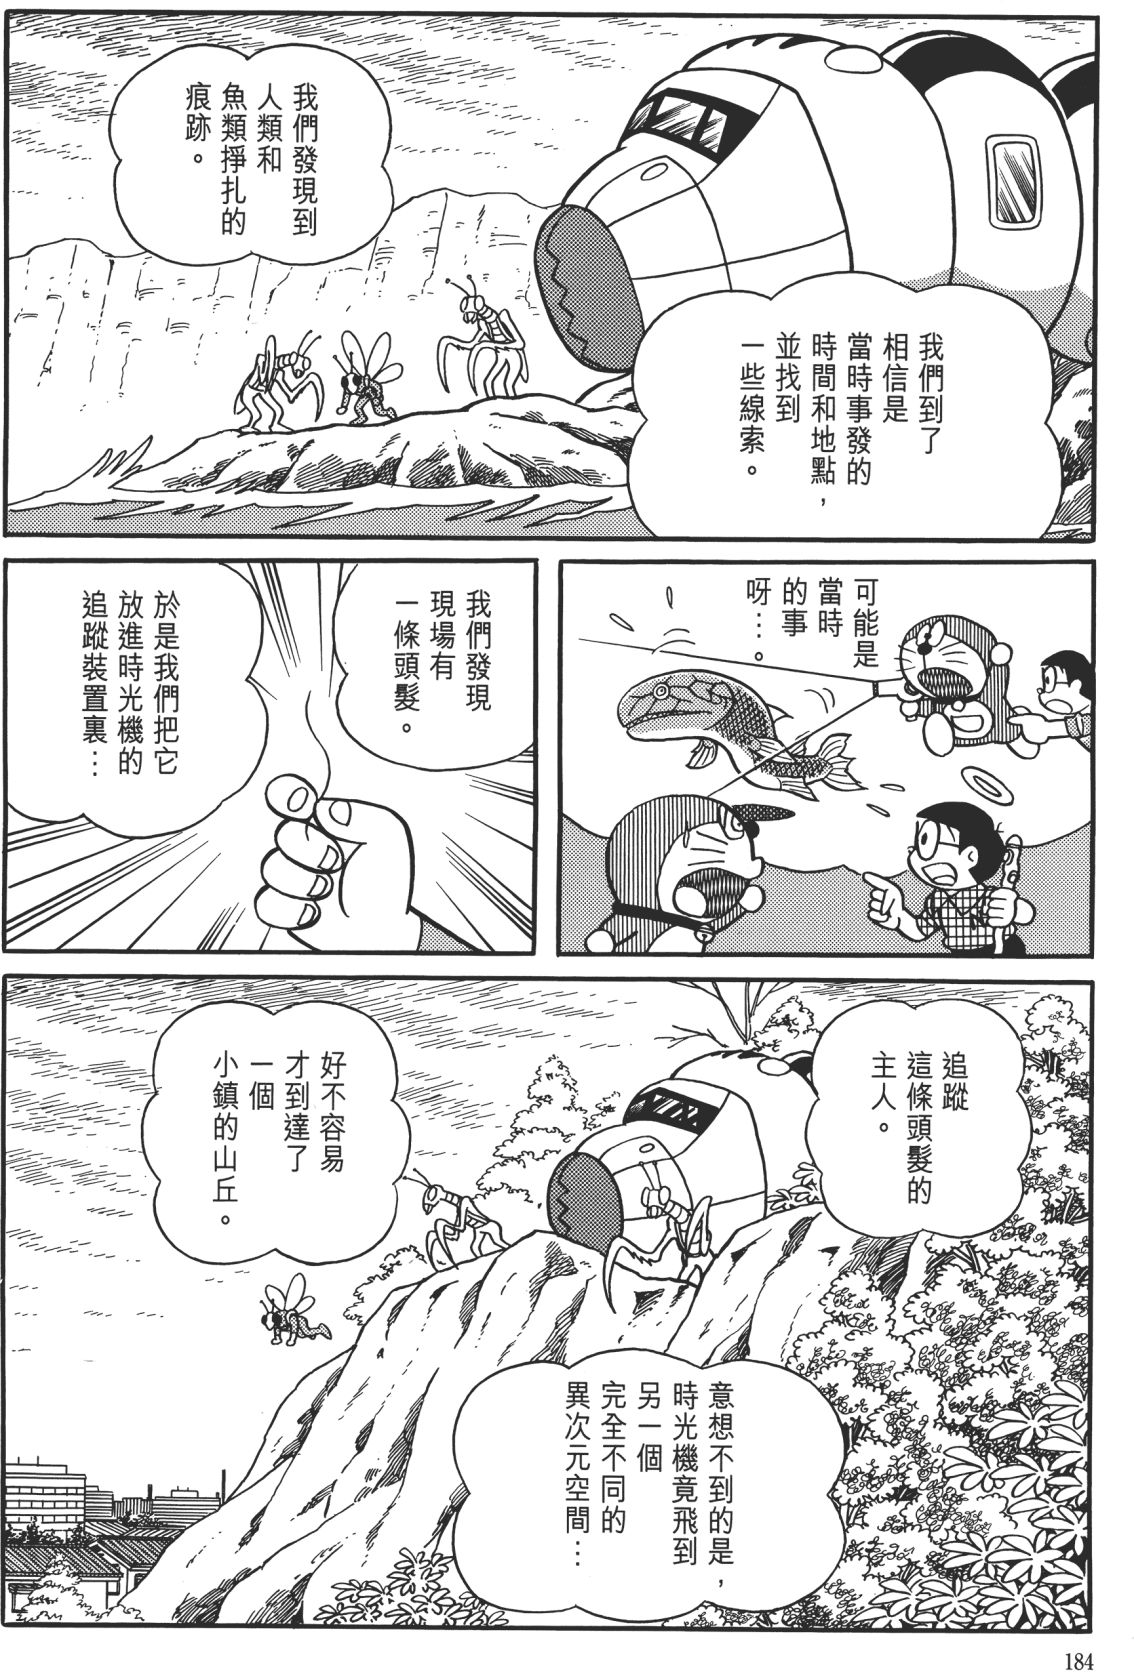 我們到了
相信是
當時事發的
時間和地點，
並找到
一些線索。
我們發現到
人類和
魚類掙扎的
痕跡。
可能是
當時
的事
呀…。
我們發現
現場有
一條頭髮。
於是我們把它
放進時光機的
追蹤裝置裏…
追蹤
這條頭髮的
主人。
意想不到的是，
時光機竟飛到
另一個
完全不同的
異次元空間…
好不容易
才到達了
一個
小鎮的山丘。
184